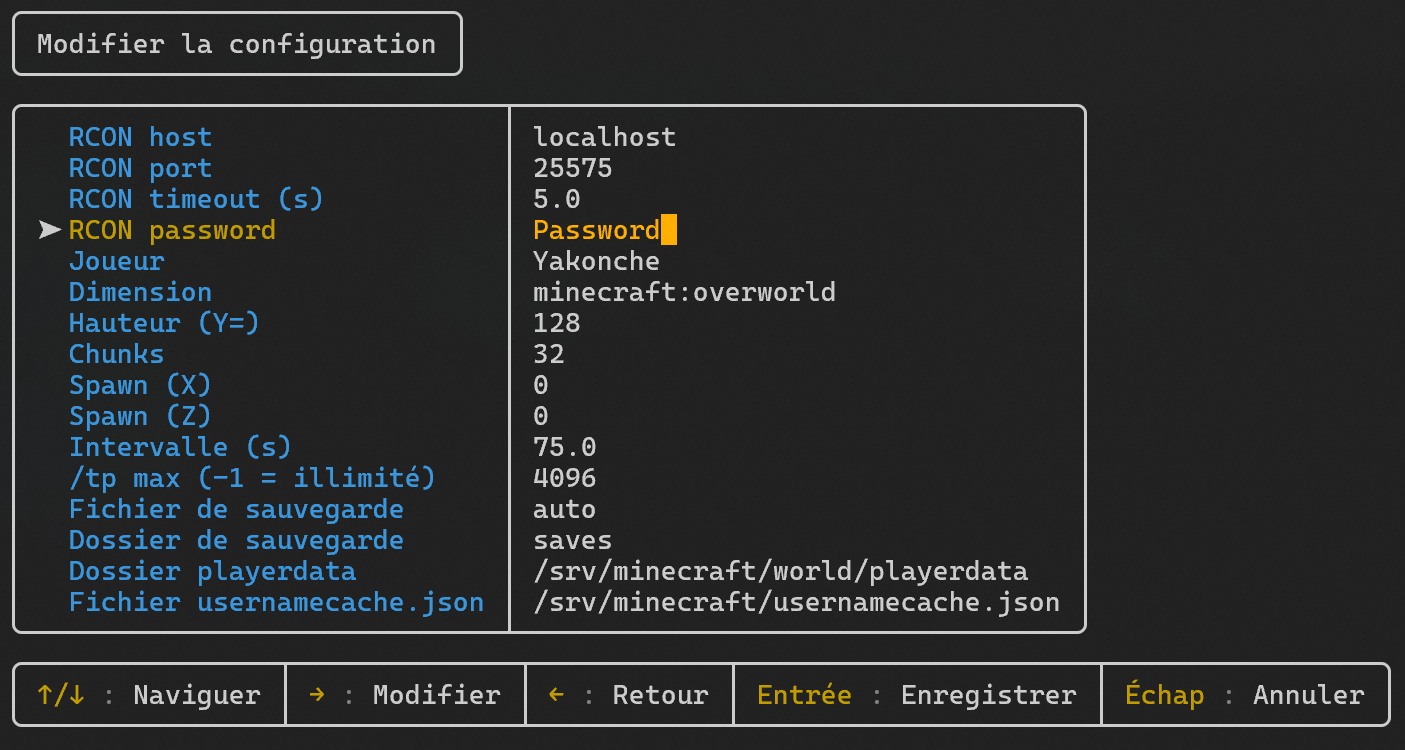 Modifier la configuration
RCON host localhost
RCON port 25575
RCON timeout (s) 5.0
➤ RCON password Password
Joueur Yakonche
Dimension minecraft:overworld
Hauteur (Y=) 128
Chunks 32
Spawn (X) 0
Spawn (Z) 0
Intervalle (s) 75.0
/tp max (-1 = illimité) 4096
Fichier de sauvegarde auto
Dossier de sauvegarde saves
Dossier playerdata /srv/minecraft/world/playerdata
Fichier usernamecache.json /srv/minecraft/usernamecache.json
↑/↓ : Naviguer → : Modifier ← : Retour Entrée : Enregistrer Échap : Annuler